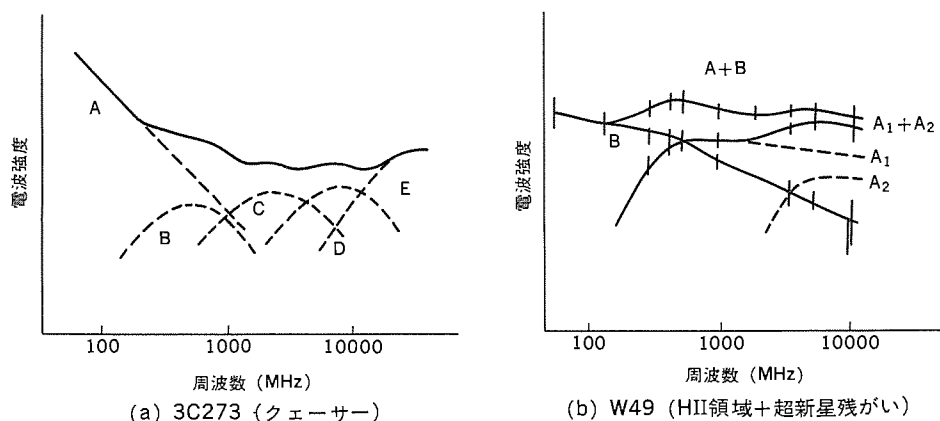 電波強度
A
B
C
D
E
100
1000
10000
周波数 (MHz)
(a) 3C273 (クェーサー)
電波強度
A+B
B
A₁+A₂
A₁
A₂
100
1000
10000
周波数 (MHz)
(b) W49 (HII領域+超新星残がい)